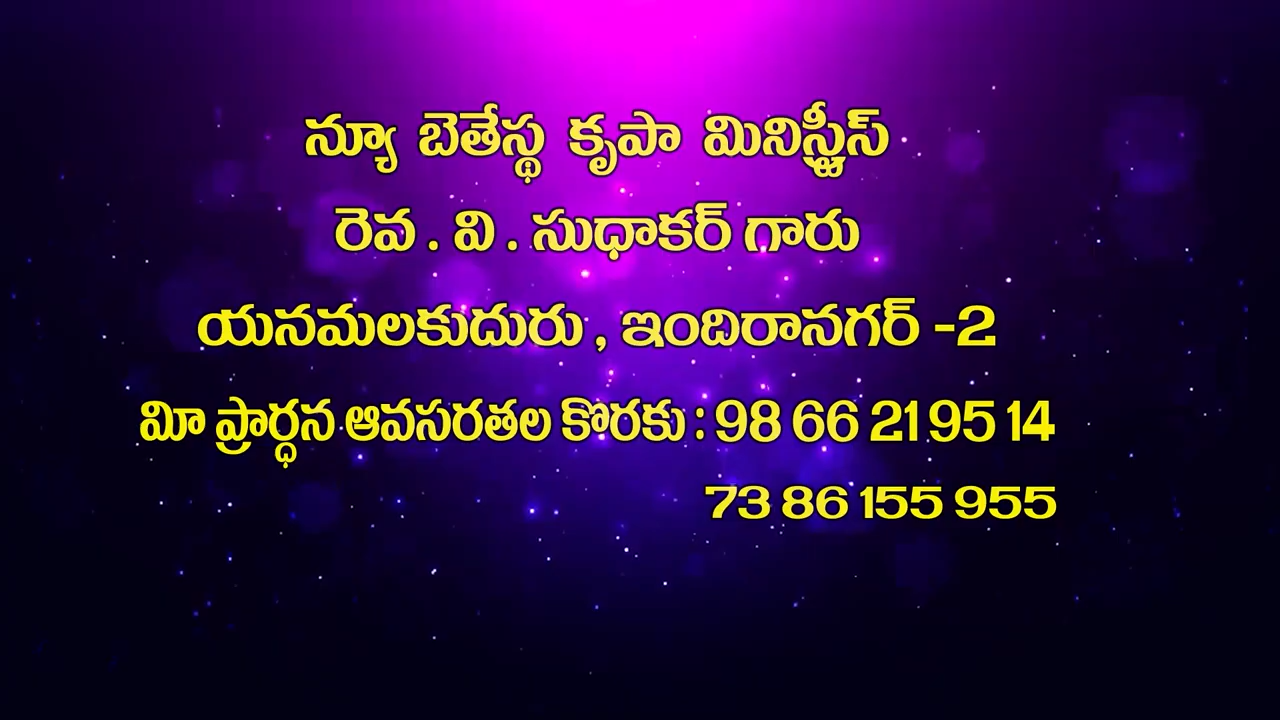 న్యూ బెతేస్థ కృపా మినిస్ట్రీస్
రెవ . వి . సుధాకర్ గారు
యనమలకుదురు , ఇందిరానగర్ -2
మీ ప్రార్ధన ఆవసరతల కొరకు : 98 66 21 95 14
73 86 155 955